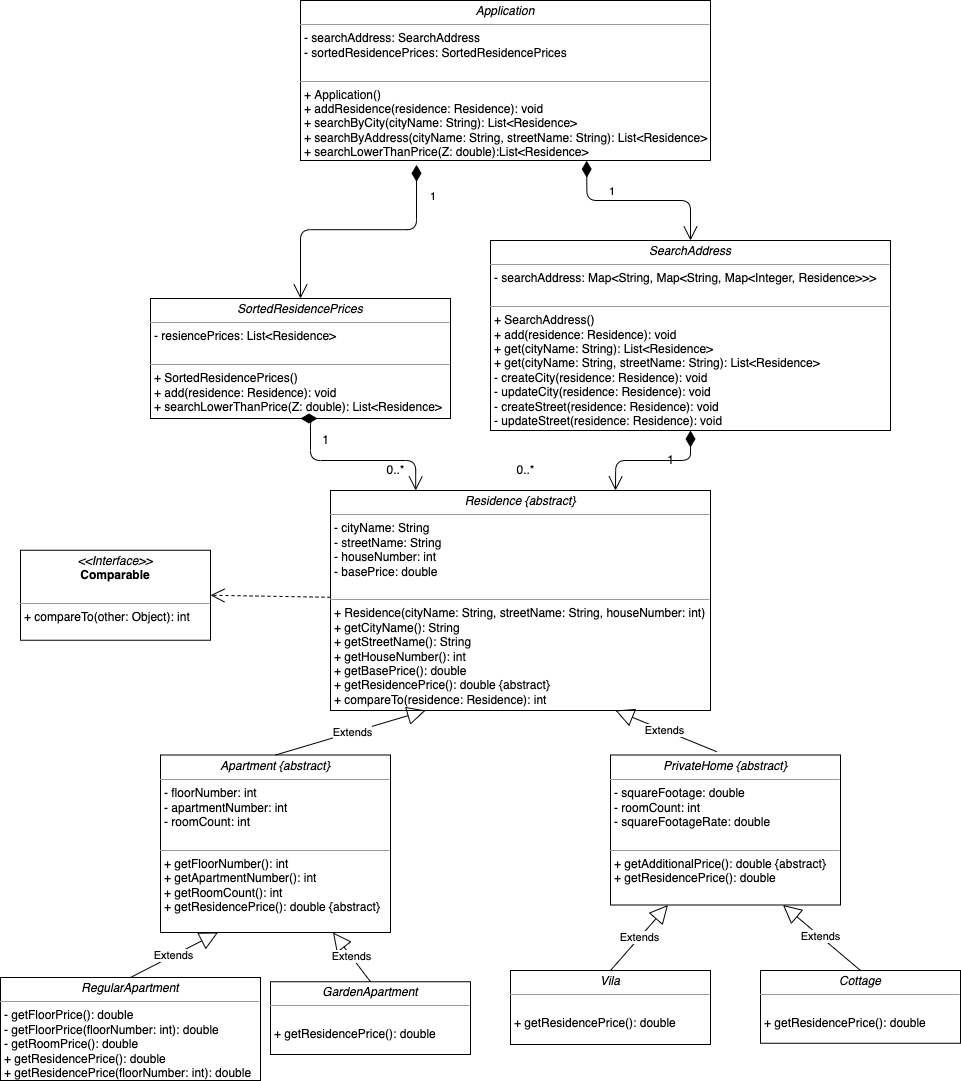 Application
- searchAddress: SearchAddress
- sortedResidencePrices: SortedResidencePrices
+ Application()
+ addResidence(residence: Residence): void
+ searchByCity(cityName: String): List<Residence>
+ searchByAddress(cityName: String, streetName: String): List<Residence>
+ searchLowerThanPrice(Z: double):List<Residence>
1
1
SearchAddress
- searchAddress: Map<String, Map<String, Map<Integer, Residence>>>
+ SearchAddress()
+ add(residence: Residence): void
+ get(cityName: String): List<Residence>
+ get(cityName: String, streetName: String): List<Residence>
- createCity(residence: Residence): void
- updateCity(residence: Residence): void
- createStreet(residence: Residence): void
- updateStreet(residence: Residence): void
SortedResidencePrices
- resiencePrices: List<Residence>
+ SortedResidencePrices()
+ add(residence: Residence): void
+ searchLowerThanPrice(Z: double): List<Residence>
1
0..*
0..*
1
Residence {abstract}
- cityName: String
- streetName: String
- houseNumber: int
- basePrice: double
+ Residence(cityName: String, streetName: String, houseNumber: int)
+ getCityName(): String
+ getStreetName(): String
+ getHouseNumber(): int
+ getBasePrice(): double
+ getResidencePrice(): double {abstract}
+ compareTo(residence: Residence): int
<<Interface>>
Comparable
+ compareTo(other: Object): int
Extends
Extends
Apartment {abstract}
- floorNumber: int
- apartmentNumber: int
- roomCount: int
+ getFloorNumber(): int
+ getApartmentNumber(): int
+ getRoomCount(): int
+ getResidencePrice(): double {abstract}
PrivateHome {abstract}
- squareFootage: double
- roomCount: int
- squareFootageRate: double
+ getAdditionalPrice(): double {abstract}
+ getResidencePrice(): double
Extends
Extends
Extends
Extends
RegularApartment
- getFloorPrice(): double
- getFloorPrice(floorNumber: int): double
- getRoomPrice(): double
+ getResidencePrice(): double
+ getResidencePrice(floorNumber: int): double
GardenApartment
+ getResidencePrice(): double
Vila
+ getResidencePrice(): double
Cottage
+ getResidencePrice(): double